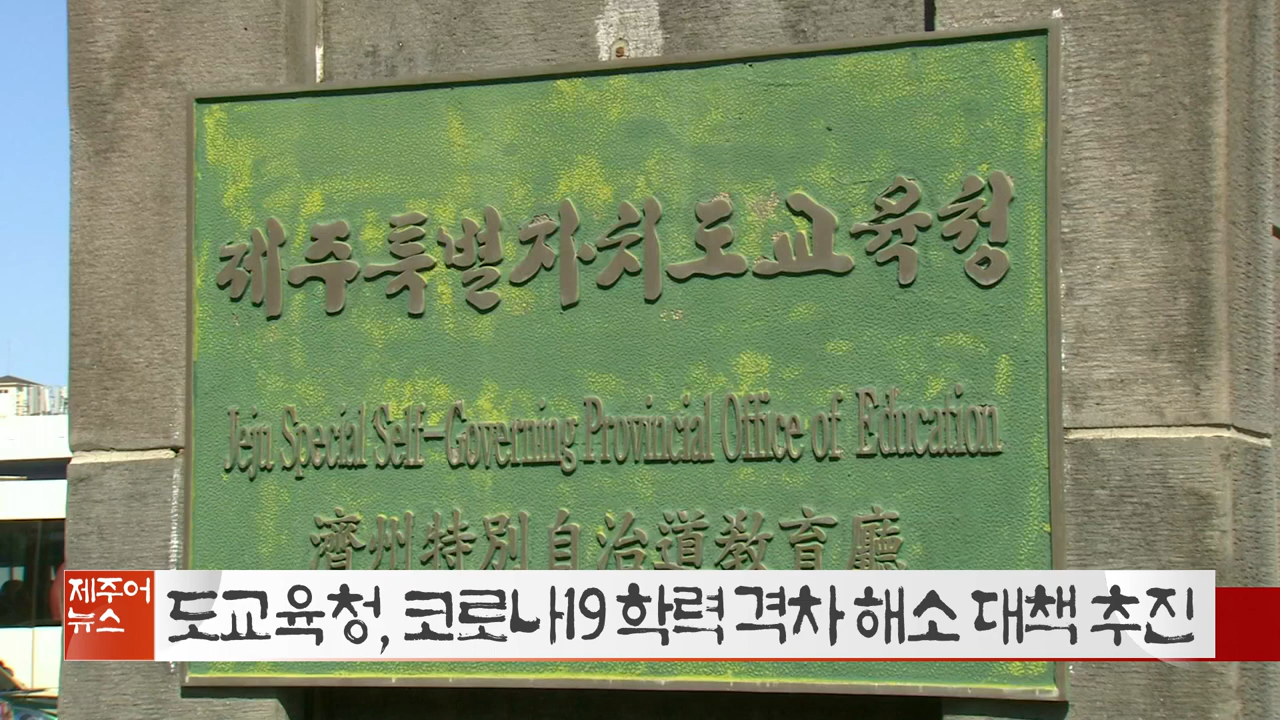 제주특별자치도교육청
Jeju Special Self-Governing Provincial Office of Education
濟州特別自治道教育廳
제주어
뉴스
도교육청, 코로나19 학력 격차 해소 대책 추진